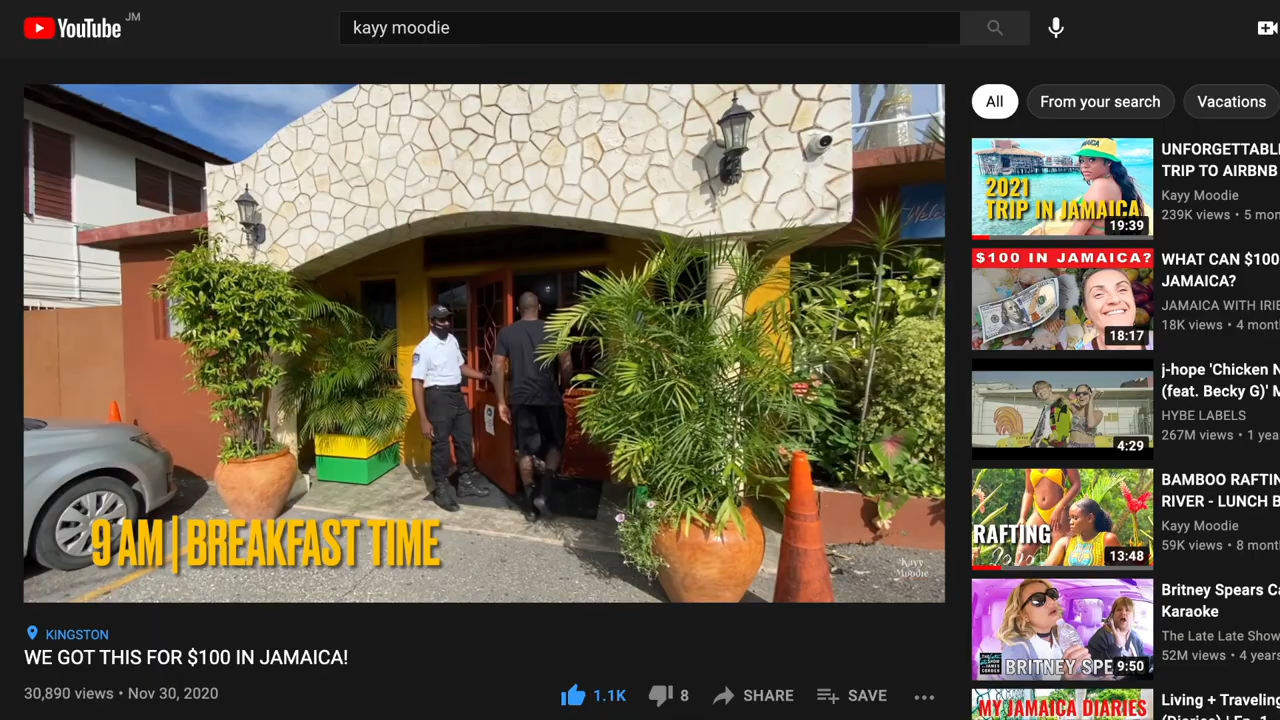 YouTube JM
kayy moodie
9 AM | BREAKFAST TIME
Kayy
Moodie
KINGSTON
WE GOT THIS FOR $100 IN JAMAICA!
30,890 views • Nov 30, 2020
1.1K
8
SHARE
SAVE
All
From your search
Vacations
2021
TRIP IN JAMAICA
19:39
UNFORGETTABL
TRIP TO AIRBNB
Kayy Moodie
239K views • 5 mon
$100 IN JAMAICA?
18:17
WHAT CAN $100
JAMAICA?
JAMAICA WITH IRIE
18K views • 4 mont
4:29
j-hope 'Chicken N
(feat. Becky G)' M
HYBE LABELS
267M views • 1 yea
RAFTING
13:48
BAMBOO RAFTIN
RIVER - LUNCH B
Kayy Moodie
59K views • 8 mont
THE LATE LATE SHOW
BRITNEY SPE
9:50
Britney Spears Ca
Karaoke
The Late Late Show
52M views • 4 years
MY JAMAICA DIARIES
Living + Traveling